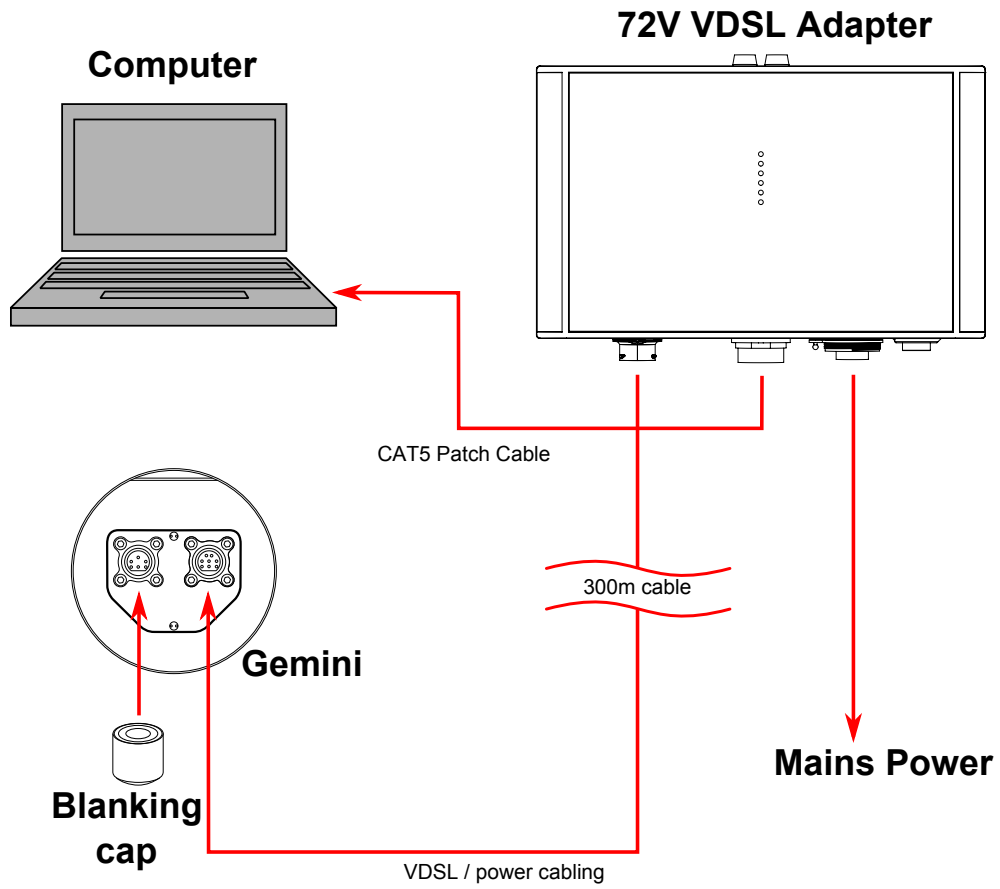 72V VDSL Adapter
Computer
CAT5 Patch Cable
300m cable
Gemini
Mains Power
Blanking
cap
VDSL / power cabling